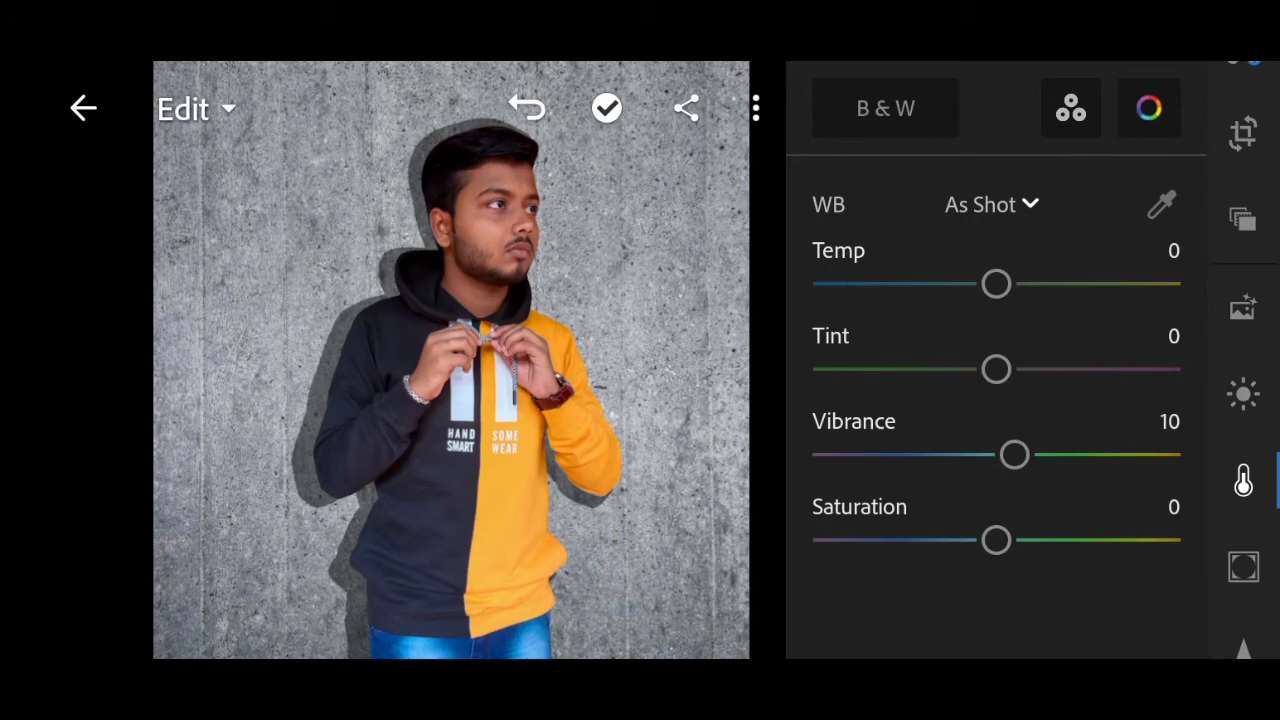 Edit
B & W
WB As Shot
Temp 0
Tint 0
Vibrance 10
Saturation 0
HAND SOME
SMART WEAR